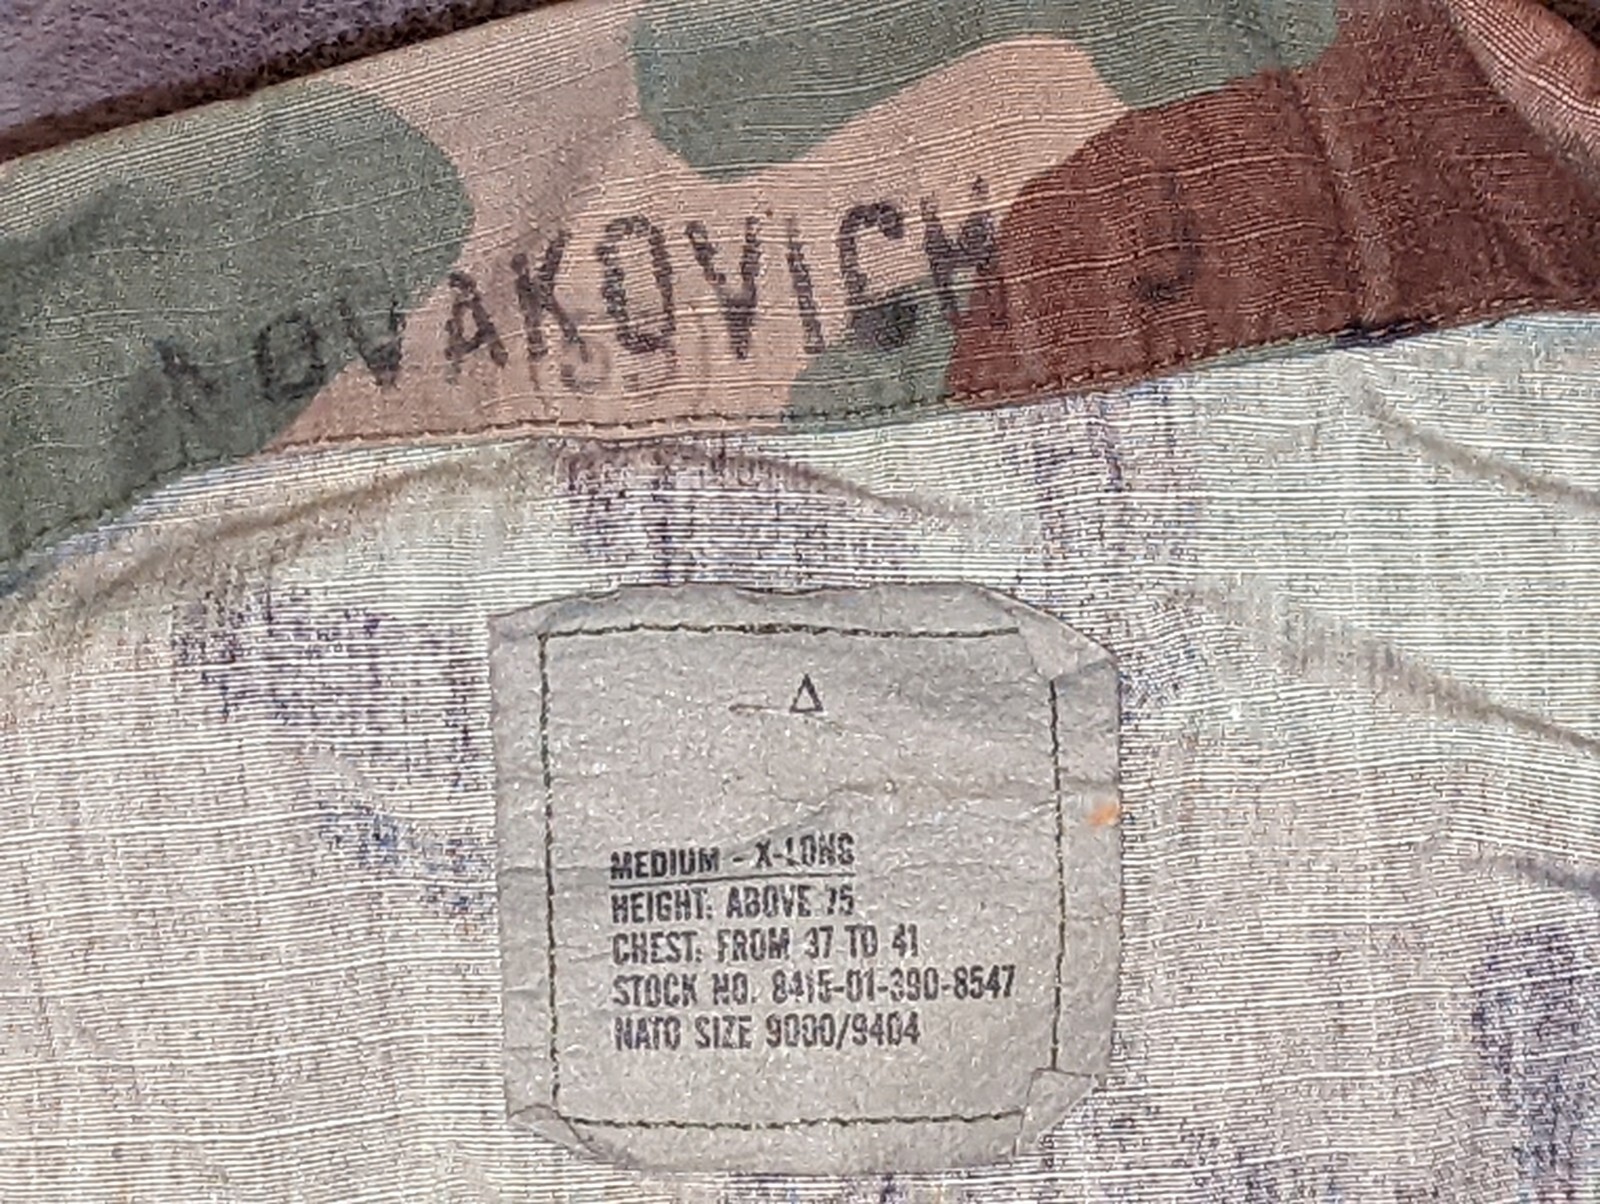 NOVAKOVICH J
MEDIUM - X-LONG
HEIGHT: ABOVE 75
CHEST: FROM 37 TO 41
STOCK NO. 8415-01-390-8547
NATO SIZE 9000/9404